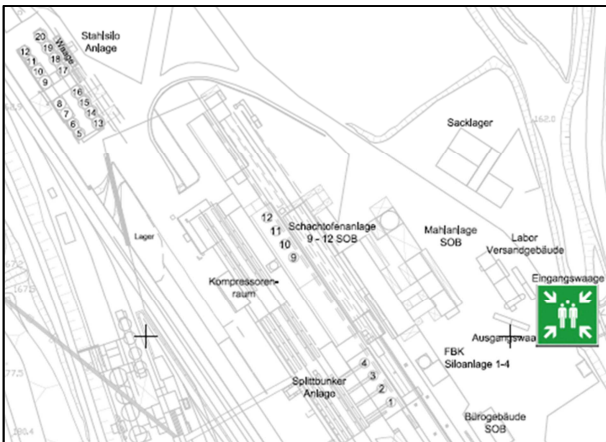 Stahlsilo
Anlage
20
19
18
17
Waage
12
11
10
9
16
15
14
13
8
7
6
5
Sacklager
162.0
12
11
10
9
Schachtofenanlage
9 - 12 SOB
Mahlanlage
SOB
Labor
Versandgebäude
Lager
Kompressoren-
raum
Eingangswaage
Ausgangswaa
FBK
Siloanlage 1-4
4
3
2
1
Splittbunker
Anlage
Bürogebäude
SOB